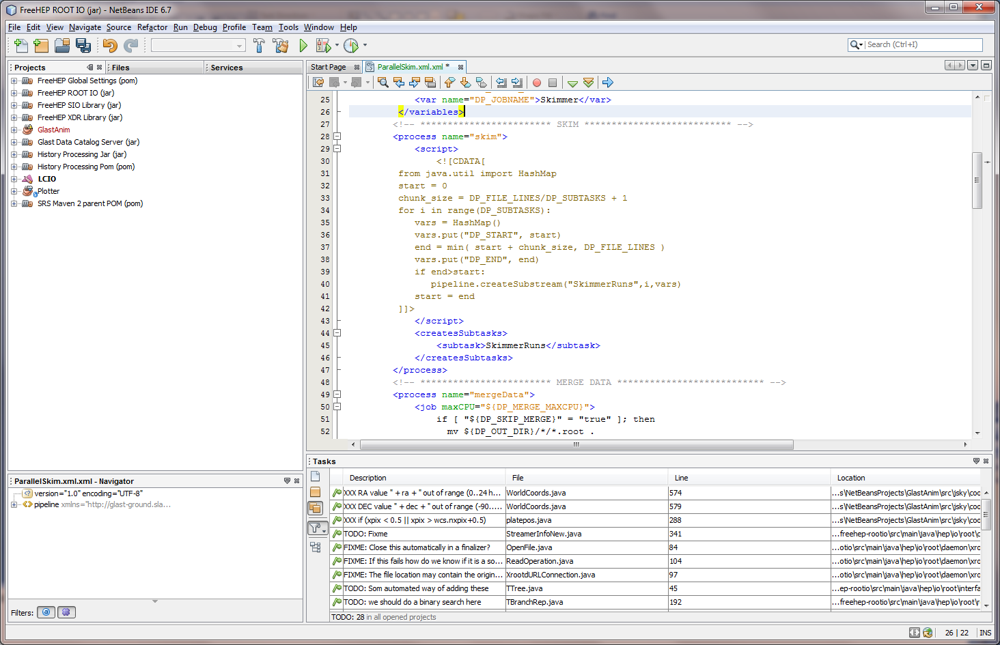 FreeHEP ROOT IO (jar) - NetBeans IDE 6.7
File Edit View Navigate Source Refactor Run Debug Profile Team Tools Window Help
Search (Ctrl+I)
Projects Files Services
FreeHEP Global Settings (pom)
FreeHEP ROOT IO (jar)
FreeHEP SIO Library (jar)
FreeHEP XDR Library (jar)
GlastAnim
Glast Data Catalog Server (jar)
History Processing Jar (jar)
History Processing Pom (pom)
LCIO
Plotter
SRS Maven 2 parent POM (pom)
Start Page ParallelSkim.xml.xml *
25 <var name="DP_JOBNAME">Skimmer</var>
26 </variables>
27 <!-- ************************ SKIM *************************** -->
28 <process name="skim">
29 <script>
30 <![CDATA[
31 from java.util import HashMap
32 start = 0
33 chunk_size = DP_FILE_LINES/DP_SUBTASKS + 1
34 for i in range(DP_SUBTASKS):
35 vars = HashMap()
36 vars.put("DP_START", start)
37 end = min( start + chunk_size, DP_FILE_LINES )
38 vars.put("DP_END", end)
39 if end>start:
40 pipeline.createSubstream("SkimmerRuns",i,vars)
41 start = end
42 ]]>
43 </script>
44 <createsSubtasks>
45 <subtask>SkimmerRuns</subtask>
46 </createsSubtasks>
47 </process>
48 <!-- ************************ MERGE DATA *************************** -->
49 <process name="mergeData">
50 <job maxCPU="${DP_MERGE_MAXCPU}">
51 if [ "${DP_SKIP_MERGE}" = "true" ]; then
52 mv ${DP_OUT_DIR}/*/*.root .
ParallelSkim.xml.xml - Navigator
version="1.0" encoding="UTF-8"
pipeline xmlns="http://glast-ground.sla...
Filters:
Tasks
Description File Line Location
XXX RA value " + ra + " out of range (0..24 h... WorldCoords.java 574 ...s\NetBeansProjects\GlastAnim\src\jsky\coo
XXX DEC value " + dec + " out of range (-90..... WorldCoords.java 579 ...s\NetBeansProjects\GlastAnim\src\jsky\coo
XXX if (xpix < 0.5 || xpix > wcs.nxpix+0.5) platepos.java 288 ...s\NetBeansProjects\GlastAnim\src\jsky\coo
TODO: Fixme StreamerInfoNew.java 341 ...freehep-rootio\src\main\java\hep\io\root\c
FIXME: Close this automatically in a finalizer? OpenFile.java 84 ...otio\src\main\java\hep\io\root\daemon\xro
FIXME: If this fails how do we know if it is a so... ReadOperation.java 104 ...otio\src\main\java\hep\io\root\daemon\xro
FIXME: The file location may contain the origin... XrootdURLConnection.java 97 ...otio\src\main\java\hep\io\root\daemon\xro
TODO: Som automated way of adding these TTree.java 45 ...ep-rootio\src\main\java\hep\io\root\interfa
TODO: we should do a binary search here TBranchRep.java 192 ...freehep-rootio\src\main\java\hep\io\root\r
TODO: 28 in all opened projects
26 | 22 INS